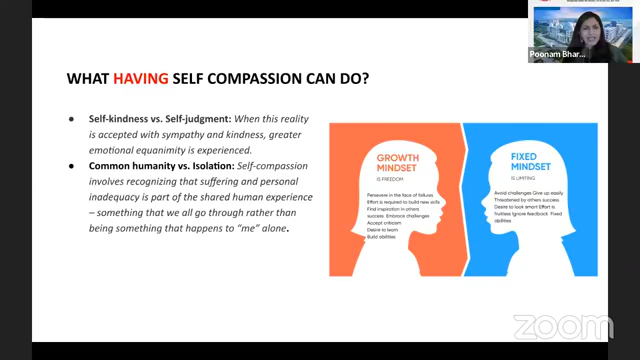 Poonam Bhar...
WHAT HAVING SELF COMPASSION CAN DO?
● Self-kindness vs. Self-judgment: When this reality
is accepted with sympathy and kindness, greater
emotional equanimity is experienced.
● Common humanity vs. Isolation: Self-compassion
involves recognizing that suffering and personal
inadequacy is part of the shared human experience
– something that we all go through rather than
being something that happens to “me” alone.
GROWTH
MINDSET
IS FREEDOM
Persevere in the face of failures
Effort is required to build new skills
Find inspiration in others
success. Embrace challenges
Accept criticism
Desire to learn
Build abilities
FIXED
MINDSET
IS LIMITING
Avoid challenges Give up easily
Threatened by others success
Desire to look smart Effort is
fruitless Ignore feedback Fixed
abilities
zoom